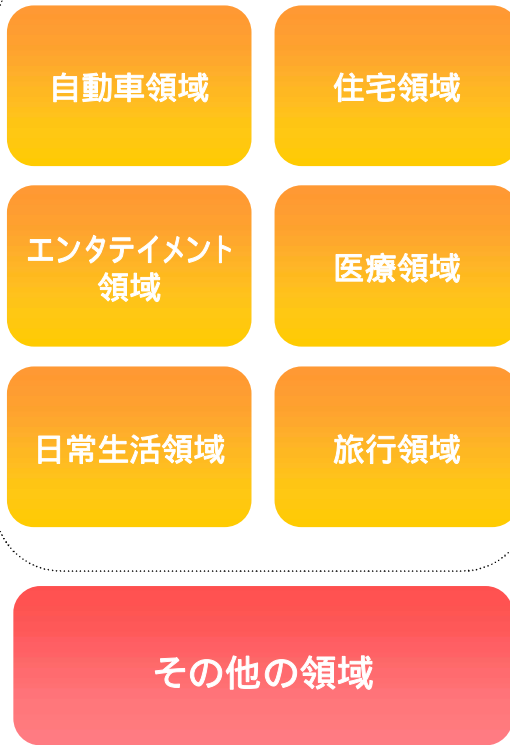 自動車領域
住宅領域
エンタテイメント
領域
医療領域
日常生活領域
旅行領域
その他の領域